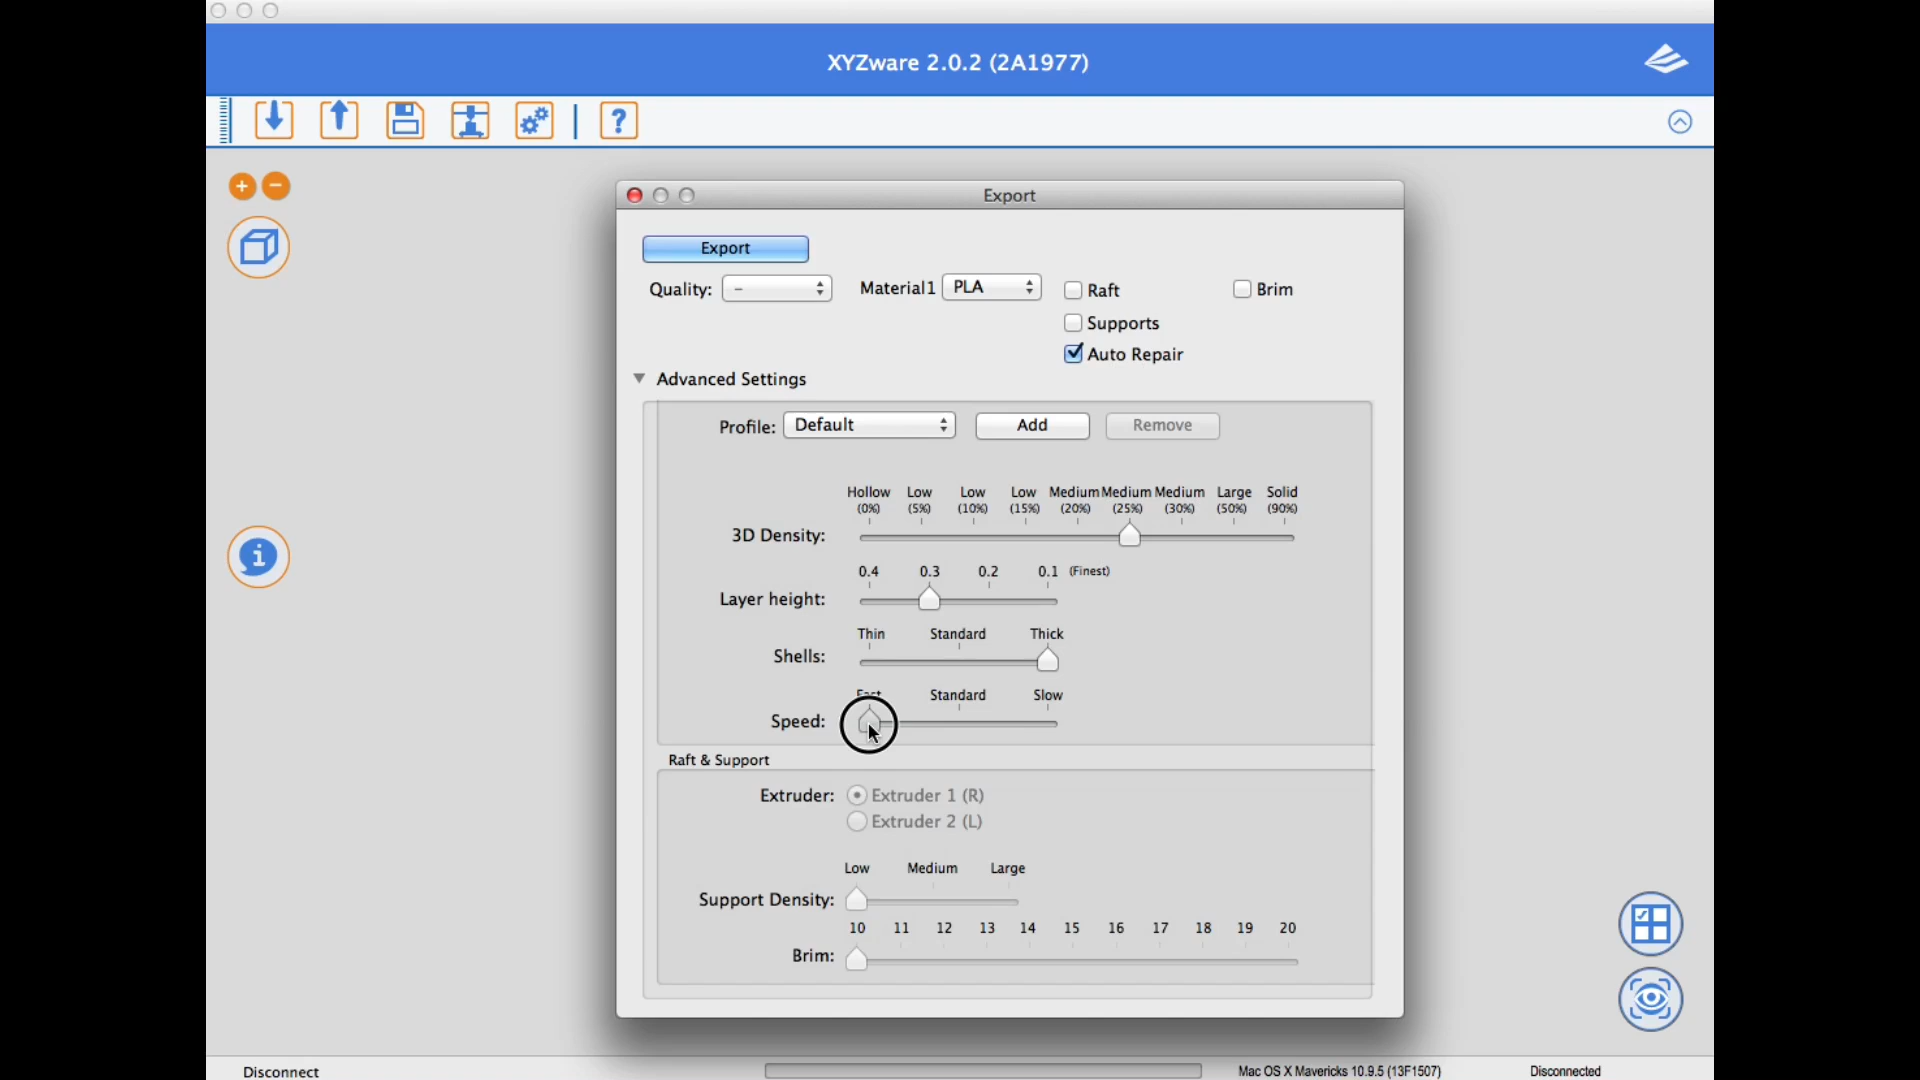 XYZware 2.0.2 (2A1977)
?
Export
Export
Quality: – Material1 PLA Raft Brim
Supports
Auto Repair
Advanced Settings
Profile: Default Add Remove
Hollow Low Low Low Medium Medium Medium Large Solid
(0%) (5%) (10%) (15%) (20%) (25%) (30%) (50%) (90%)
3D Density:
0.4 0.3 0.2 0.1 (Finest)
Layer height:
Thin Standard Thick
Shells:
Fast Standard Slow
Speed:
Raft & Support
Extruder: Extruder 1 (R)
Extruder 2 (L)
Low Medium Large
Support Density:
10 11 12 13 14 15 16 17 18 19 20
Brim:
Disconnect Mac OS X Mavericks 10.9.5 (13F1507) Disconnected